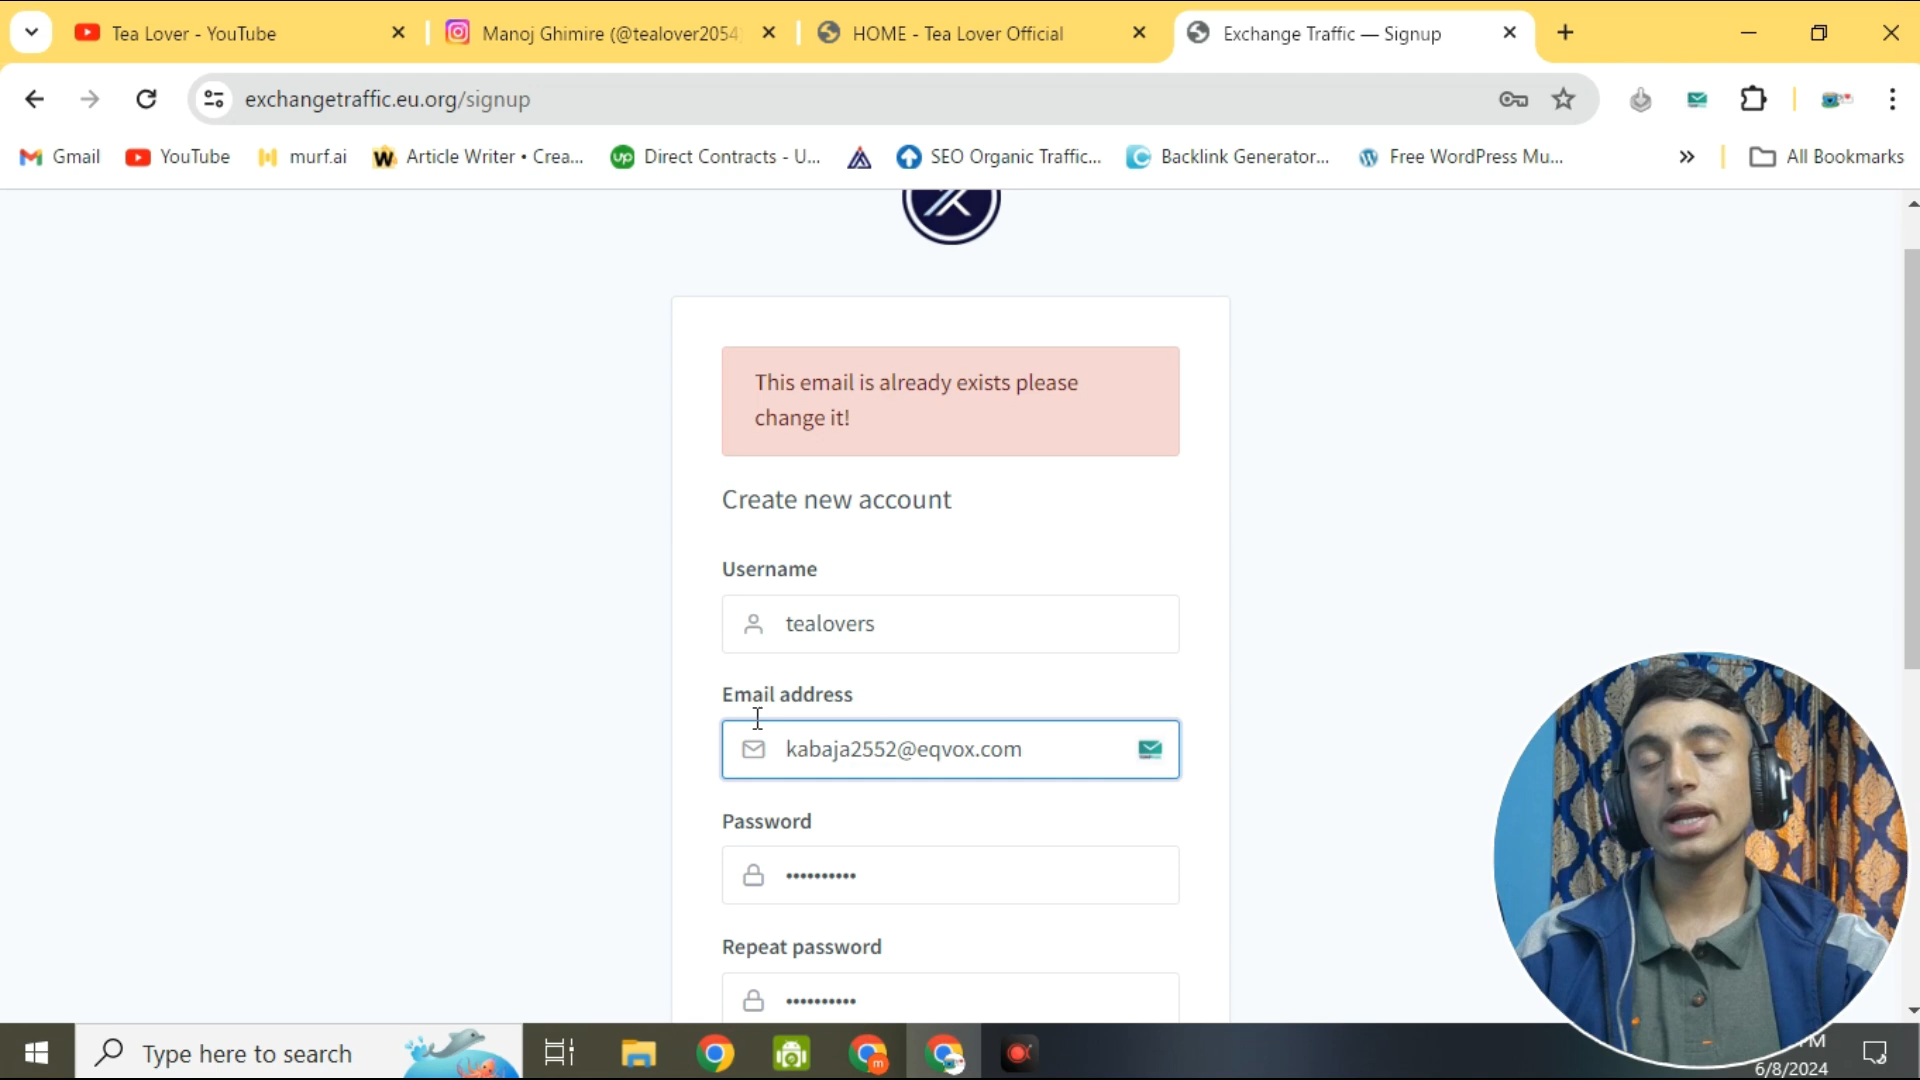 Tea Lover - YouTube
Manoj Ghimire (@tealover2054
HOME - Tea Lover Official
Exchange Traffic — Signup
exchangetraffic.eu.org/signup
Gmail
YouTube
murf.ai
Article Writer • Crea...
Direct Contracts - U...
SEO Organic Traffic...
Backlink Generator...
Free WordPress Mu...
All Bookmarks
This email is already exists please
change it!
Create new account
Username
tealovers
Email address
kabaja2552@eqvox.com
Password
••••••••••
Repeat password
••••••••••
Type here to search
6/8/2024